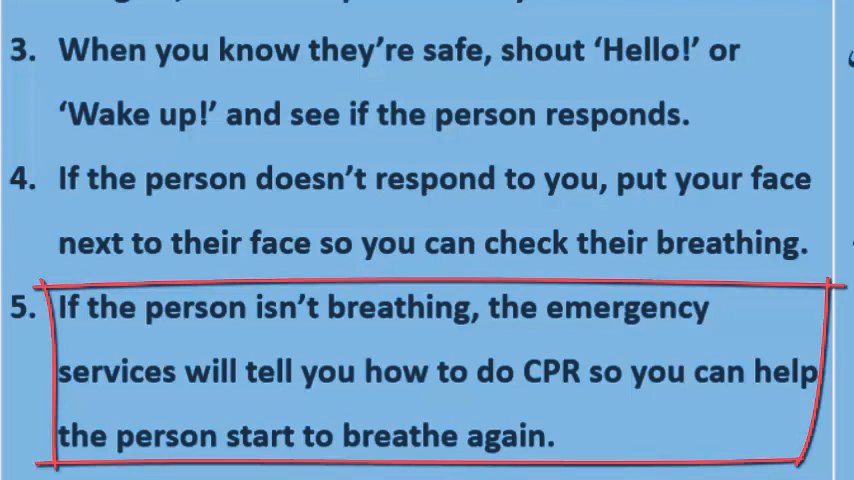 3. When you know they’re safe, shout ‘Hello!’ or
‘Wake up!’ and see if the person responds.
4. If the person doesn’t respond to you, put your face
next to their face so you can check their breathing.
5. If the person isn’t breathing, the emergency
services will tell you how to do CPR so you can help
the person start to breathe again.